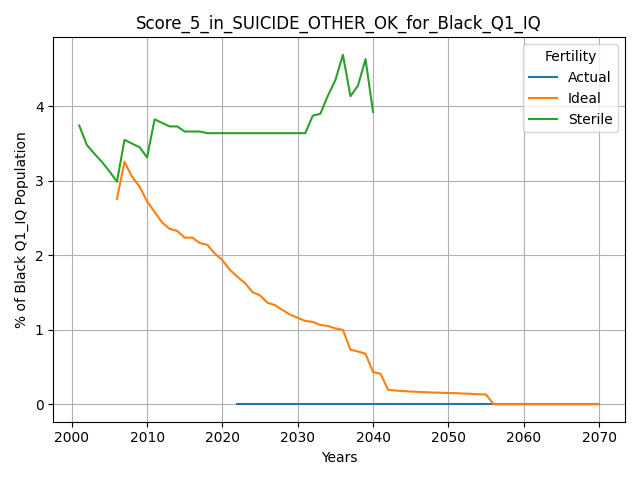 Score_5_in_SUICIDE_OTHER_OK_for_Black_Q1_IQ
Fertility
Actual
Ideal
Sterile
% of Black Q1_IQ Population
4
3
2
1
0
2000 2010 2020 2030 2040 2050 2060 2070
Years